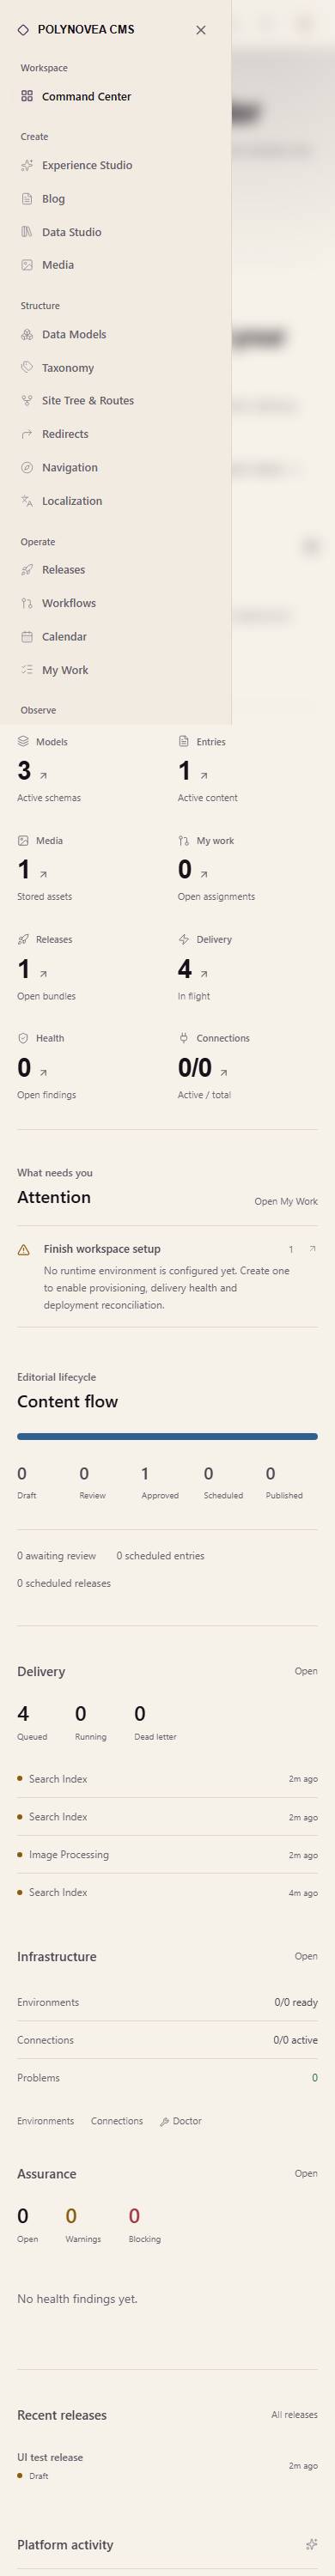 POLYNOVEA CMS
Workspace
Command Center
Create
Experience Studio
Blog
Data Studio
Media
Structure
Data Models
Taxonomy
Site Tree & Routes
Redirects
Navigation
Localization
Operate
Releases
Workflows
Calendar
My Work
Observe
Models
3
Active schemas
Entries
1
Active content
Media
1
Stored assets
My work
0
Open assignments
Releases
1
Open bundles
Delivery
4
In flight
Health
0
Open findings
Connections
0/0
Active / total
What needs you
Attention
Open My Work
Finish workspace setup 1
No runtime environment is configured yet. Create one
to enable provisioning, delivery health and
deployment reconciliation.
Editorial lifecycle
Content flow
0 0 1 0 0
Draft Review Approved Scheduled Published
0 awaiting review 0 scheduled entries
0 scheduled releases
Delivery Open
4 0 0
Queued Running Dead letter
Search Index 2m ago
Search Index 2m ago
Image Processing 2m ago
Search Index 4m ago
Infrastructure Open
Environments 0/0 ready
Connections 0/0 active
Problems 0
Environments Connections Doctor
Assurance Open
0 0 0
Open Warnings Blocking
No health findings yet.
Recent releases All releases
UI test release 2m ago
Draft
Platform activity